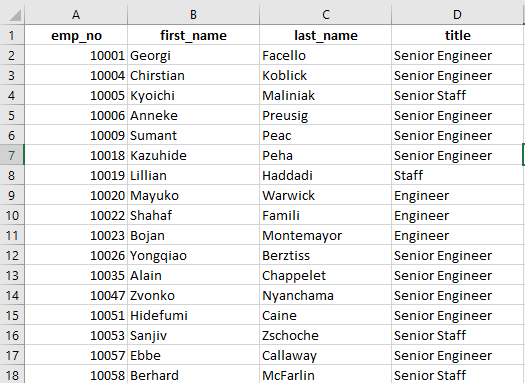 A B C D
1 emp_no first_name last_name title
2 10001 Georgi Facello Senior Engineer
3 10004 Chirstian Koblick Senior Engineer
4 10005 Kyoichi Maliniak Senior Staff
5 10006 Anneke Preusig Senior Engineer
6 10009 Sumant Peac Senior Engineer
7 10018 Kazuhide Peha Senior Engineer
8 10019 Lillian Haddadi Staff
9 10020 Mayuko Warwick Engineer
10 10022 Shahaf Famili Engineer
11 10023 Bojan Montemayor Engineer
12 10026 Yongqiao Berztiss Senior Engineer
13 10035 Alain Chappelet Senior Engineer
14 10047 Zvonko Nyanchama Senior Engineer
15 10051 Hidefumi Caine Senior Engineer
16 10053 Sanjiv Zschoche Senior Staff
17 10057 Ebbe Callaway Senior Engineer
18 10058 Berhard McFarlin Senior Staff